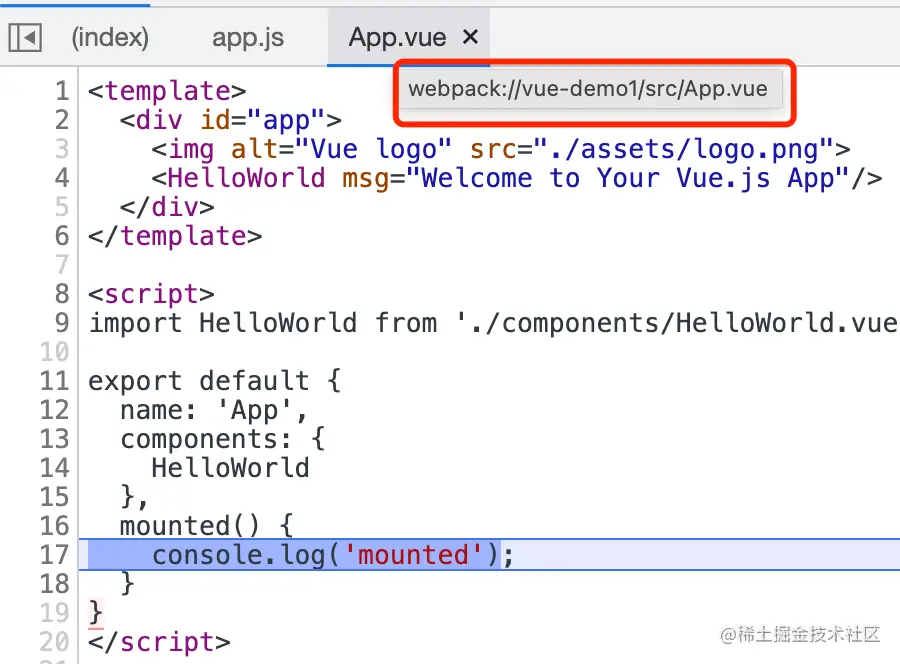 (index) app.js App.vue ×
webpack://vue-demo1/src/App.vue
1 <template>
2   <div id="app">
3     <img alt="Vue logo" src="./assets/logo.png">
4     <HelloWorld msg="Welcome to Your Vue.js App"/>
5   </div>
6 </template>
7
8 <script>
9 import HelloWorld from './components/HelloWorld.vue
10
11 export default {
12   name: 'App',
13   components: {
14     HelloWorld
15   },
16   mounted() {
17     console.log('mounted');
18   }
19 }
20 </script>
@稀土掘金技术社区